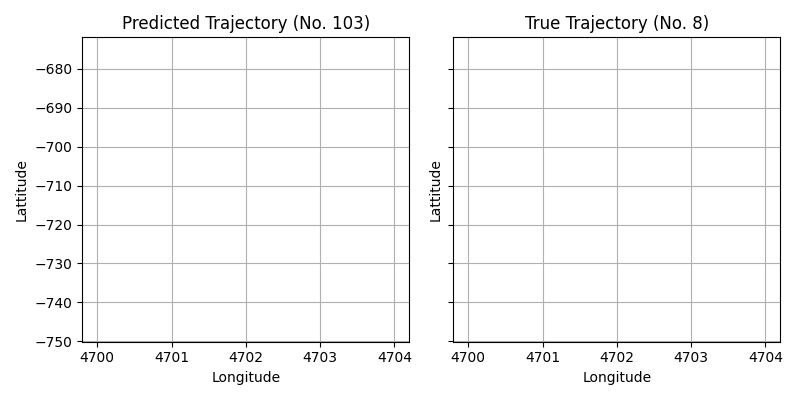 Predicted Trajectory (No. 103)
−680
−690
−700
−710
−720
−730
−740
−750
Lattitude
4700 4701 4702 4703 4704
Longitude
True Trajectory (No. 8)
Lattitude
4700 4701 4702 4703 4704
Longitude